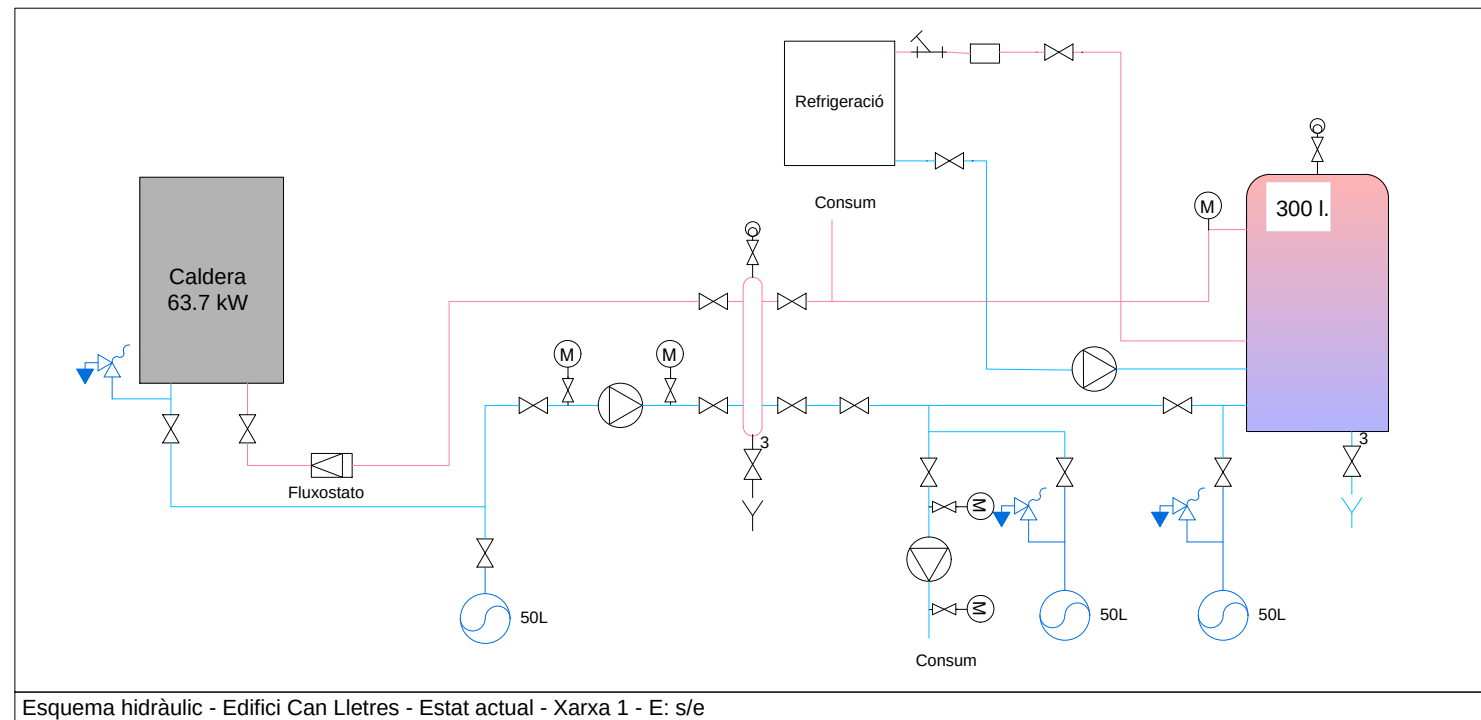 Refrigeració
Consum
M
300 l.
Caldera
63.7 kW
M
M
3
3
Fluxostato
M
M
50L
50L
50L
Consum
Esquema hidràulic - Edifici Can Lletres - Estat actual - Xarxa 1 - E: s/e